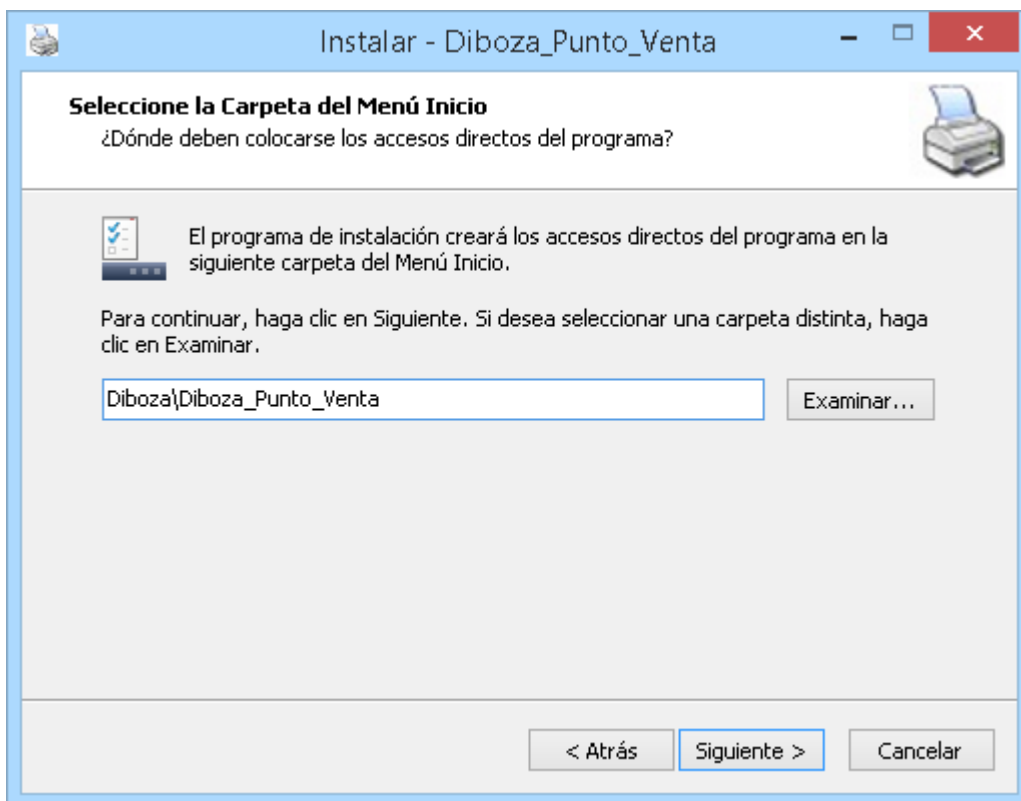 Instalar - Diboza_Punto_Venta
Seleccione la Carpeta del Menú Inicio
¿Dónde deben colocarse los accesos directos del programa?
El programa de instalación creará los accesos directos del programa en la
siguiente carpeta del Menú Inicio.
Para continuar, haga clic en Siguiente. Si desea seleccionar una carpeta distinta, haga
clic en Examinar.
Diboza\Diboza_Punto_Venta
Examinar...
< Atrás
Siguiente >
Cancelar